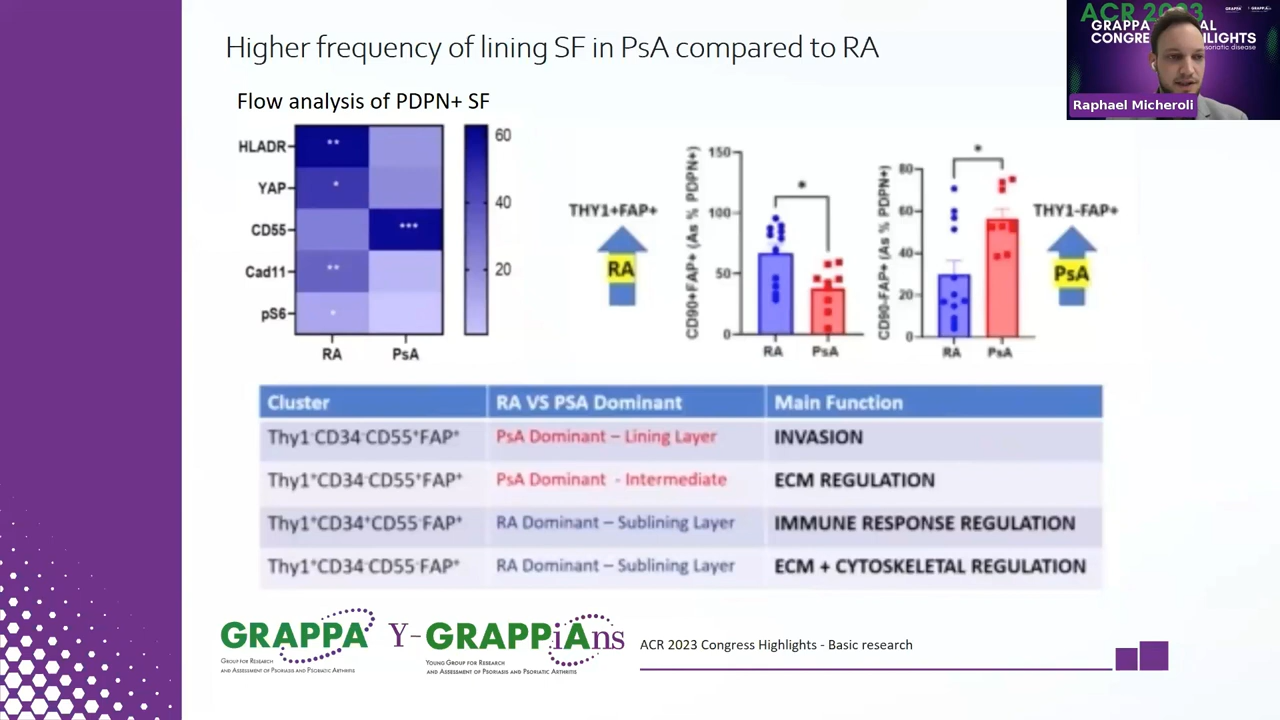 Higher frequency of lining SF in PsA compared to RA
ACR 2023
GRAPPA
CONGRE
HLIGHTS
Raphael Micheroli
Flow analysis of PDPN+ SF
HLADR
YAP
CD55
Cad11
pS6
**
*
***
**
*
RA
PsA
60
40
20
THY1+FAP+
RA
CD90+FAP+ (As % PDPN+)
150
100
50
0
*
RA
PsA
CD90-FAP+ (As % PDPN+)
80
60
40
20
0
*
RA
PsA
THY1-FAP+
PsA
Cluster RA VS PSA Dominant Main Function
Thy1-CD34-CD55+FAP+ PsA Dominant – Lining Layer INVASION
Thy1+CD34-CD55+FAP+ PsA Dominant - Intermediate ECM REGULATION
Thy1+CD34+CD55-FAP+ RA Dominant – Sublining Layer IMMUNE RESPONSE REGULATION
Thy1+CD34-CD55-FAP+ RA Dominant – Sublining Layer ECM + CYTOSKELETAL REGULATION
GRAPPA
Group for Research
and Assessment of Psoriasis and Psoriatic Arthritis
Y-GRAPPiAns
Young Group for Research
and Assessment of Psoriasis and Psoriatic Arthritis
ACR 2023 Congress Highlights - Basic research